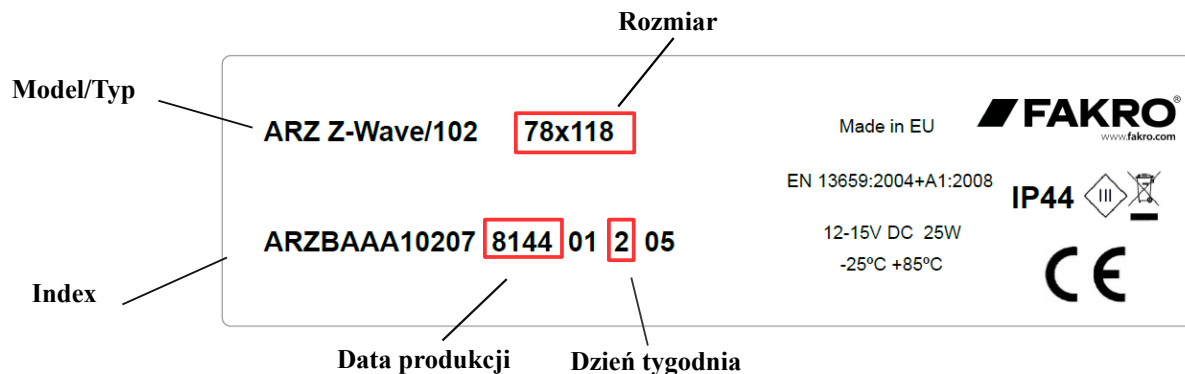 Rozmiar
Model/Typ
ARZ Z-Wave/102 78x118
Made in EU
FAKRO®
www.fakro.com
EN 13659:2004+A1:2008
IP44
III
ARZBAAA10207 8144 01 2 05
12-15V DC 25W
-25ºC +85ºC
CE
Index
Data produkcji
Dzień tygodnia